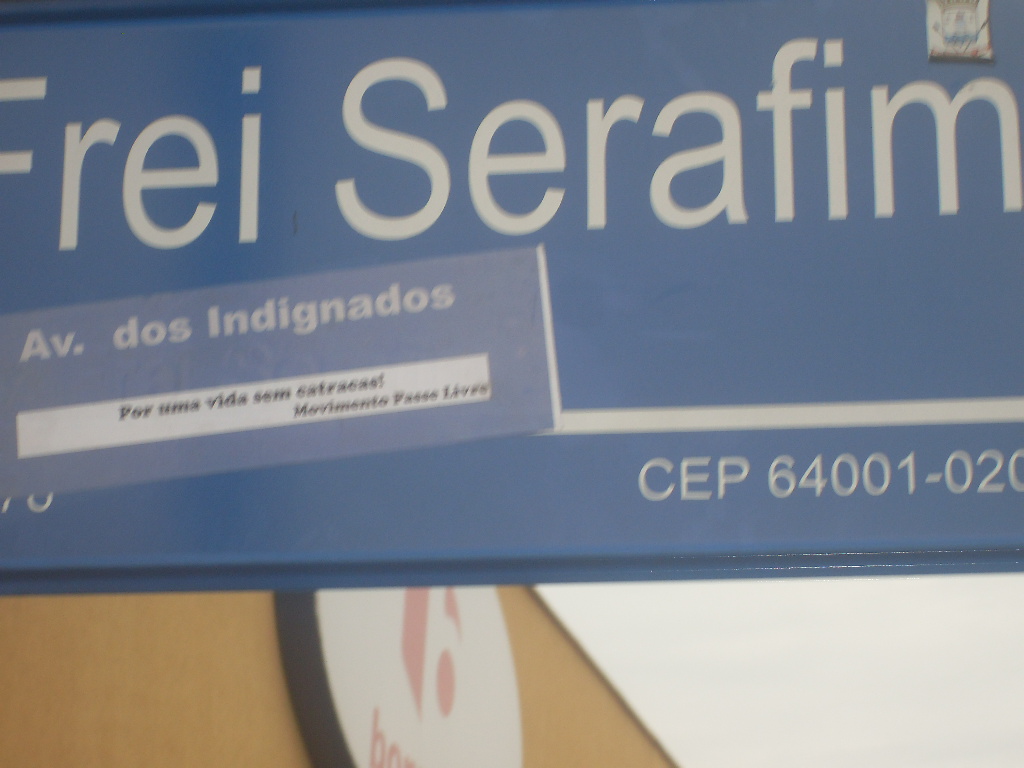 Frei Serafim
Av. dos Indignados
Por uma vida sem catracas!
Movimento Passe Livre
CEP 64001-020